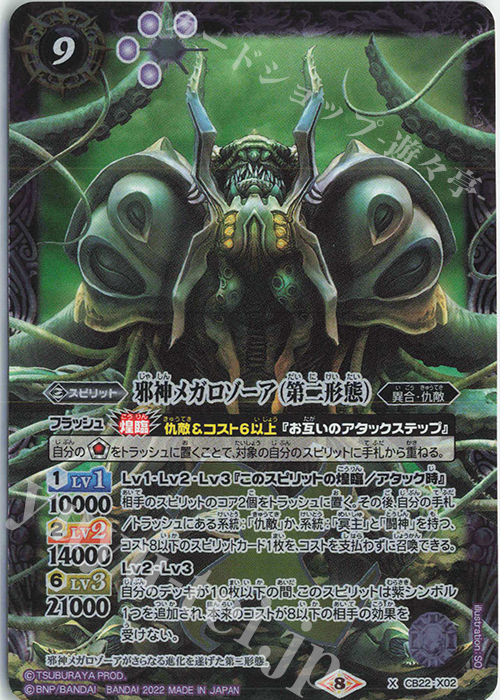 9
邪神メガロゾーア(第二形態)
スピリット
異合・仇敵
フラッシュ 煌臨 仇敵&コスト6以上『お互いのアタックステップ』
自分のをトラッシュに置くことで、対象の自分のスピリットに手札から重ねる。
1 LV1 10000
2 LV2 14000
6 LV3 21000
Lv1・Lv2・Lv3『このスピリットの煌臨/アタック時』
相手のスピリットのコア2個をトラッシュに置く。その後、自分の手札
/トラッシュにある系統:「仇敵」か、系統:「冥主」と「闘神」を持つ、
コスト8以下のスピリットカード1枚を、コストを支払わずに召喚できる。
Lv2・Lv3
自分のデッキが10枚以下の間、このスピリットは紫シンボル
1つを追加され、本来のコストが8以下の相手の効果を
受けない。
邪神メガロゾーアがさらなる進化を遂げた第二形態。
©TSUBURAYA PROD.
©BNP/BANDAI BANDAI 2022 MADE IN JAPAN
8
X CB22-X02
カードショップ-遊々亭-